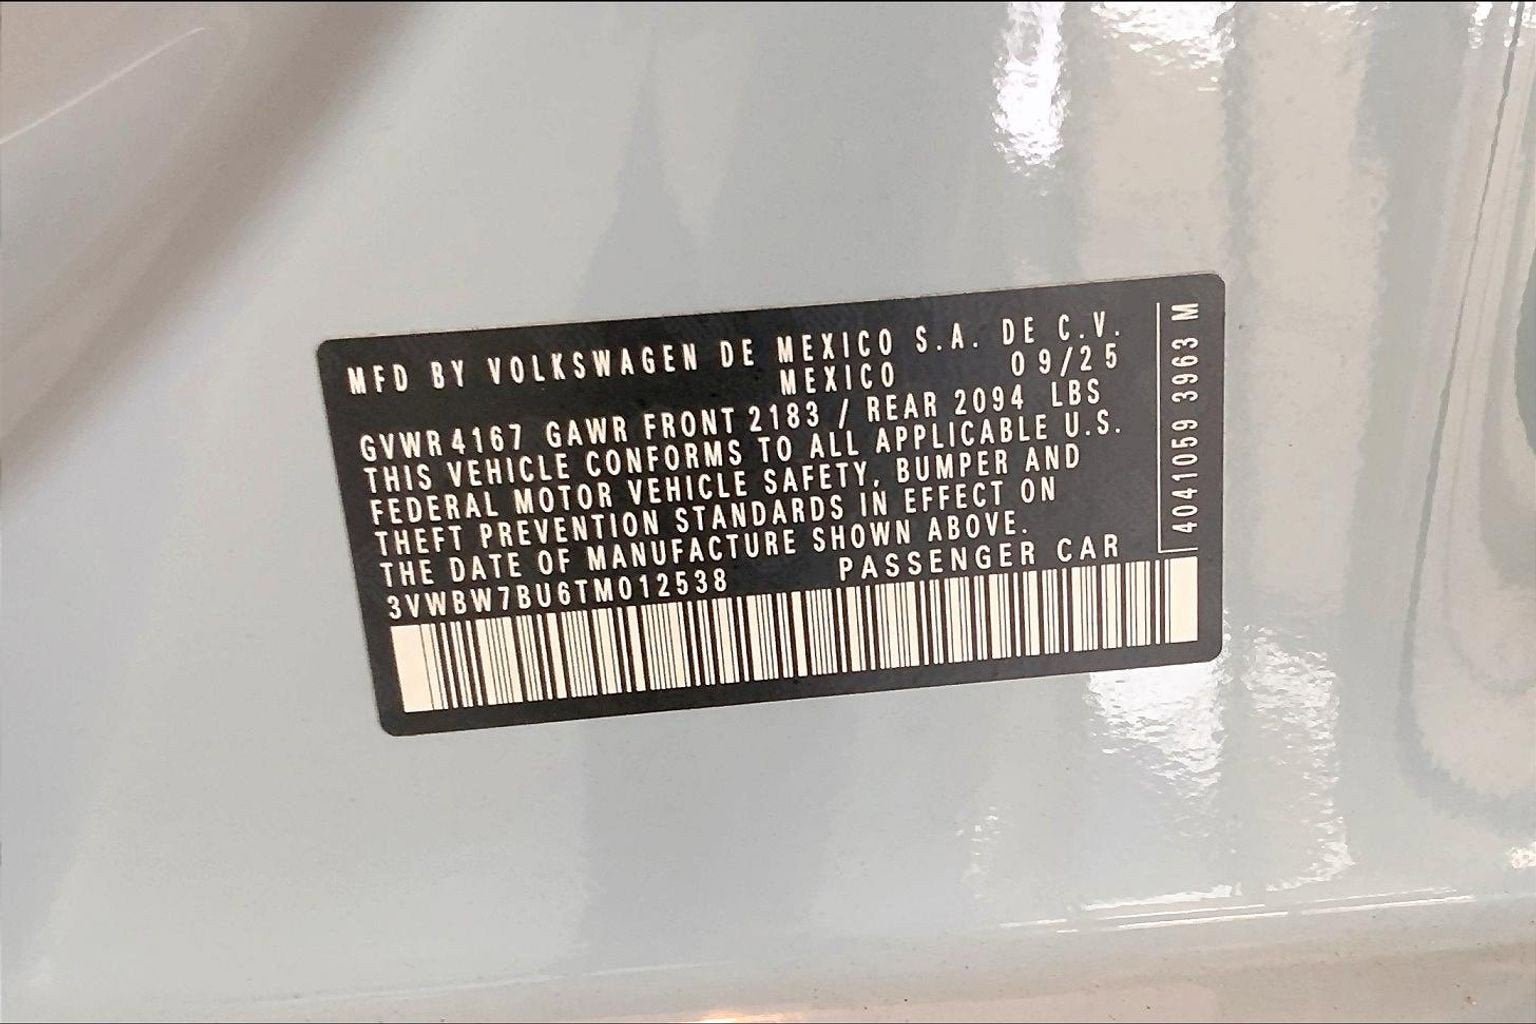 MFD BY VOLKSWAGEN DE MEXICO S.A. DE C.V.
MEXICO 09/25
GVWR 4167 GAWR FRONT 2183 / REAR 2094 LBS
THIS VEHICLE CONFORMS TO ALL APPLICABLE U.S.
FEDERAL MOTOR VEHICLE SAFETY, BUMPER AND
THEFT PREVENTION STANDARDS IN EFFECT ON
THE DATE OF MANUFACTURE SHOWN ABOVE.
3VWBW7BU6TM012538 PASSENGER CAR
4041059 3963 M